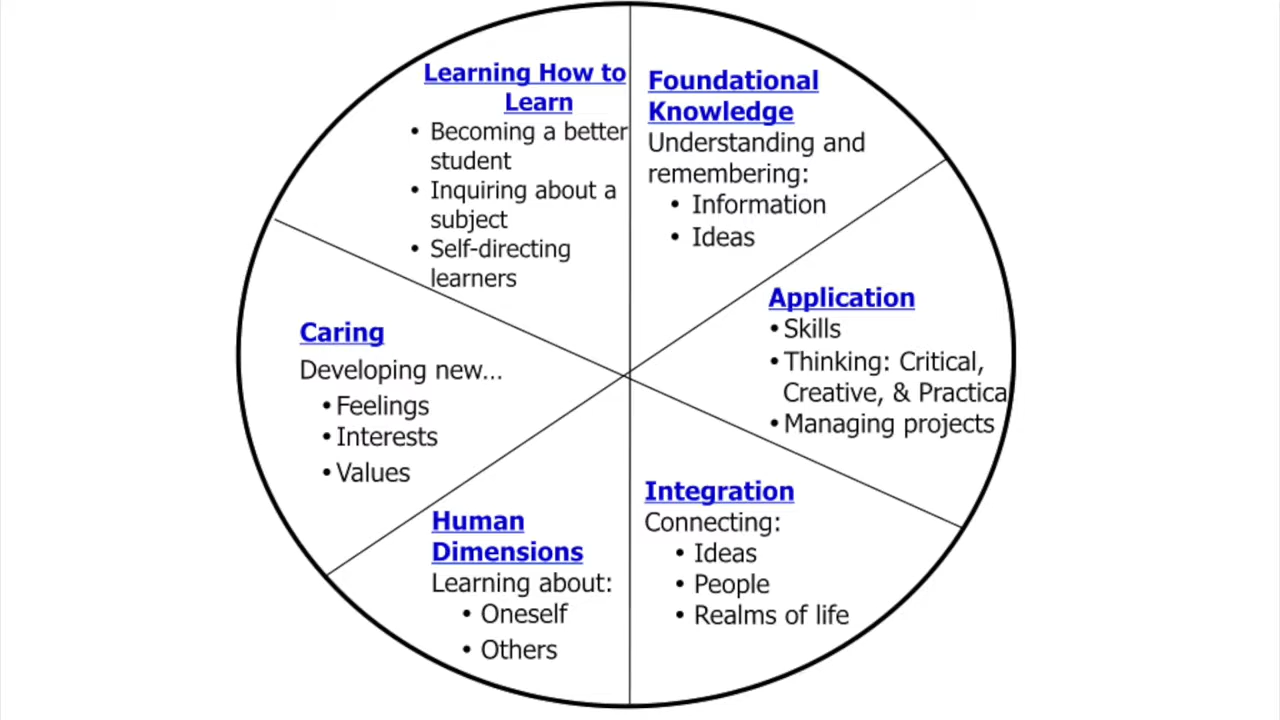 Learning How to
Learn
• Becoming a better
student
• Inquiring about a
subject
• Self-directing
learners
Foundational
Knowledge
Understanding and
remembering:
• Information
• Ideas
Application
• Skills
• Thinking: Critical,
Creative, & Practica
• Managing projects
Integration
Connecting:
• Ideas
• People
• Realms of life
Human
Dimensions
Learning about:
• Oneself
• Others
Caring
Developing new...
• Feelings
• Interests
• Values